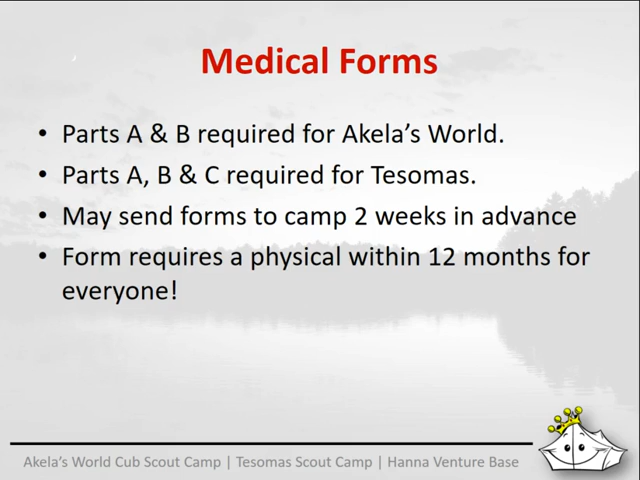 Medical Forms
• Parts A & B required for Akela's World.
• Parts A, B & C required for Tesomas.
• May send forms to camp 2 weeks in advance
• Form requires a physical within 12 months for
everyone!
Akela's World Cub Scout Camp | Tesomas Scout Camp | Hanna Venture Base